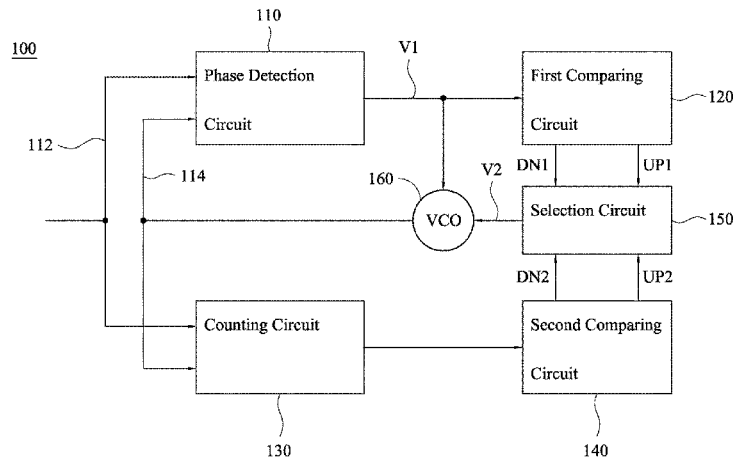 100
110
Phase Detection
Circuit
V1
First Comparing
Circuit
120
112
114
DN1
UP1
160
VCO
V2
Selection Circuit
150
DN2
UP2
Counting Circuit
130
Second Comparing
Circuit
140